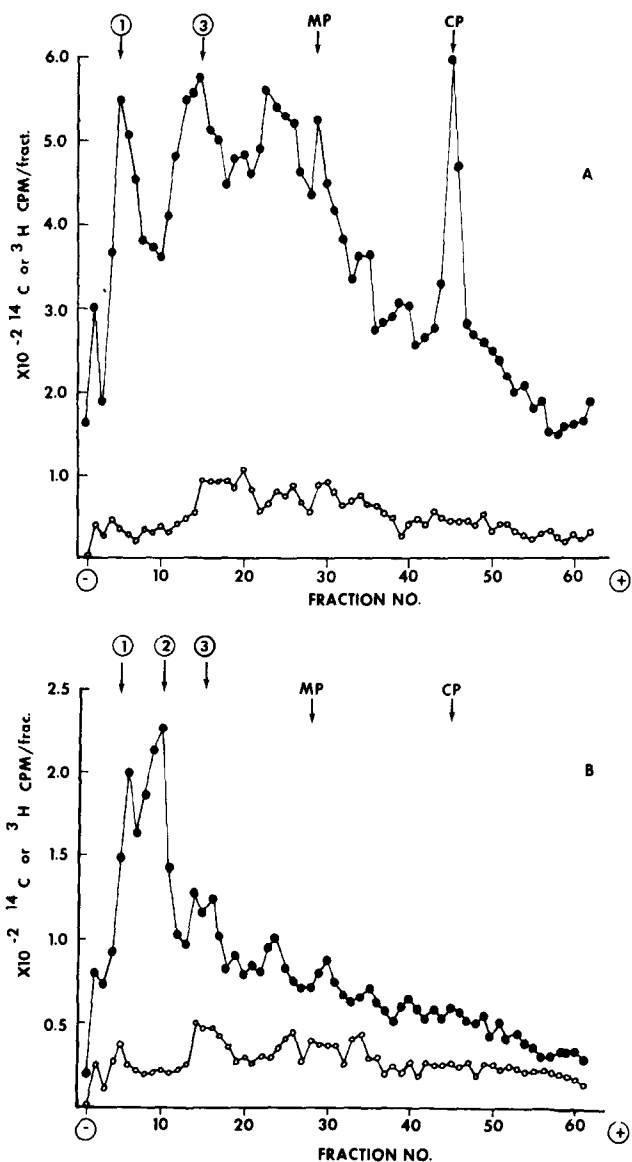 ① ③ MP CP
6.0
5.0
4.0
3.0
2.0
1.0
X10 -2 14 C or 3 H CPM/fract.
A
⊖ 10 20 30 40 50 60 ⊕
FRACTION NO.
① ② ③
MP CP
2.5
2.0
1.5
1.0
0.5
X10 -2 14 C or 3 H CPM/frac.
B
⊖ 10 20 30 40 50 60 (+)
FRACTION NO.